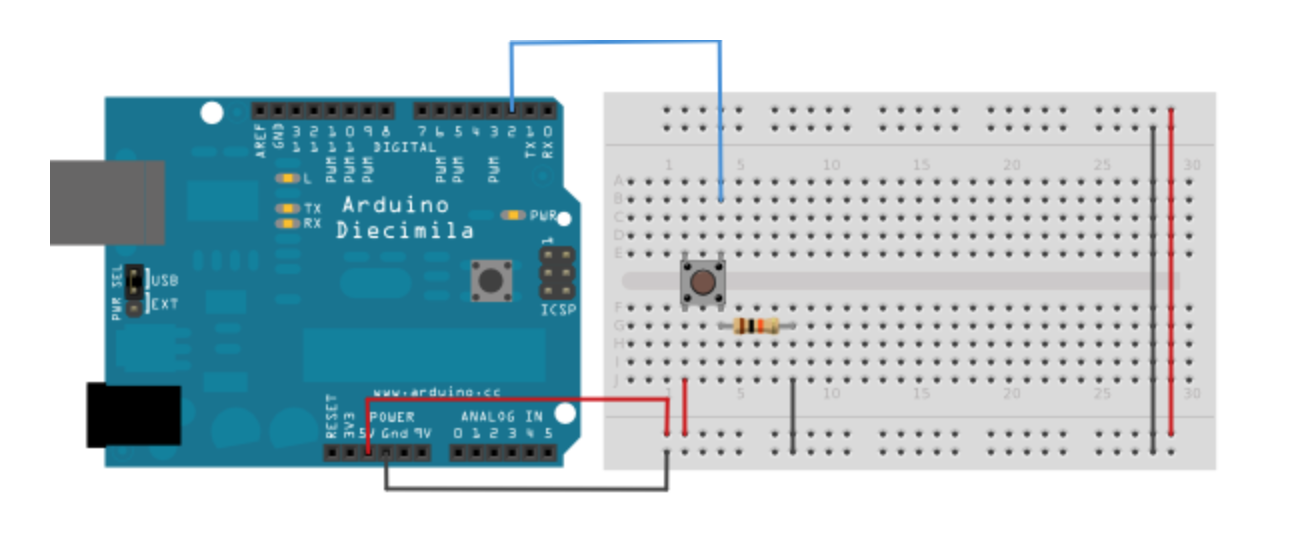 AREF
GND
13
12
11
10
9
8
7
6
5
4
3
2
TX 1
RX 0
PWM
PWM
PWM
PWM
PWM
PWM
DIGITAL
L
TX
RX
Arduino
Diecimila
PWR
1
ICSP
PWR SEL
USB
EXT
www.arduino.cc
RESET
3V3
5V
Gnd
9V
POWER
ANALOG IN
0 1 2 3 4 5
1 5 10 15 20 25 30
A
B
C
D
E
F
G
H
I
J
1 5 10 15 20 25 30